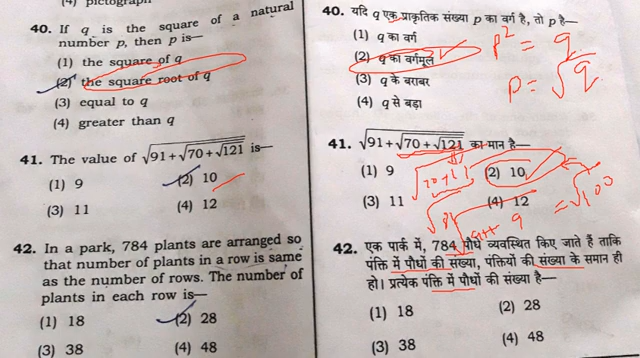 (4) pictograph
40. If q is the square of a natural
number p, then p is—
(1) the square of q
(2) the square root of q
(3) equal to q
(4) greater than q
41. The value of √91+√70+√121 is—
(1) 9
(2) 10
(3) 11
(4) 12
42. In a park, 784 plants are arranged so
that number of plants in a row is same
as the number of rows. The number of
plants in each row is—
(1) 18
(2) 28
(3) 38
(4) 48
40. यदि q एक प्राकृतिक संख्या p का वर्ग है, तो p है—
(1) q का वर्ग
(2) q का वर्गमूल
(3) q के बराबर
(4) q से बड़ा
p² = q
p = √q
41. √91+√70+√121 का मान है—
(1) 9
(2) 10
(3) 11
(4) 12
√70+11
√81
9
=√100
42. एक पार्क में, 784 पौधे व्यवस्थित किए जाते हैं ताकि
पंक्ति में पौधों की संख्या, पंक्तियों की संख्या के समान ही
हो। प्रत्येक पंक्ति में पौधों की संख्या है—
(1) 18
(2) 28
(3) 38
(4) 48